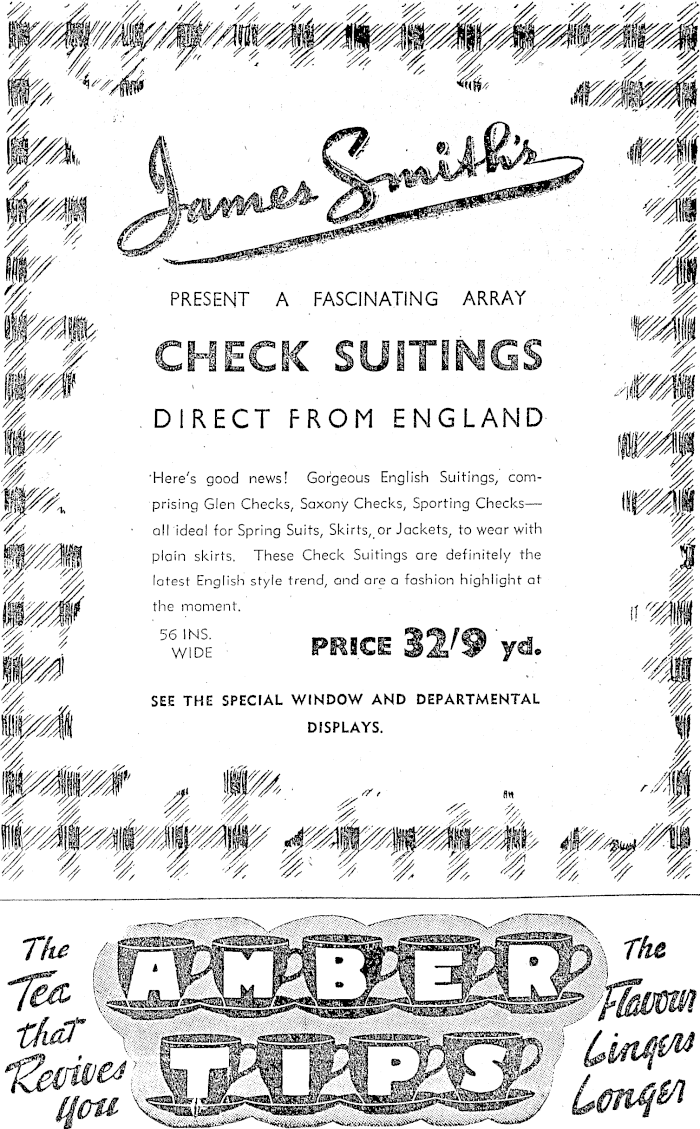 James Smith's
PRESENT A FASCINATING ARRAY
CHECK SUITINGS
DIRECT FROM ENGLAND
Here's good news! Gorgeous English Suitings, com-
prising Glen Checks, Saxony Checks, Sporting Checks—
all ideal for Spring Suits, Skirts, or Jackets, to wear with
plain skirts. These Check Suitings are definitely the
latest English style trend, and are a fashion highlight at
the moment.
56 INS.
WIDE
PRICE 32/9 yd.
SEE THE SPECIAL WINDOW AND DEPARTMENTAL
DISPLAYS.
The
Tea
that
Revives
you
AMBER
TIPS
The
Flavour
Lingers
Longer